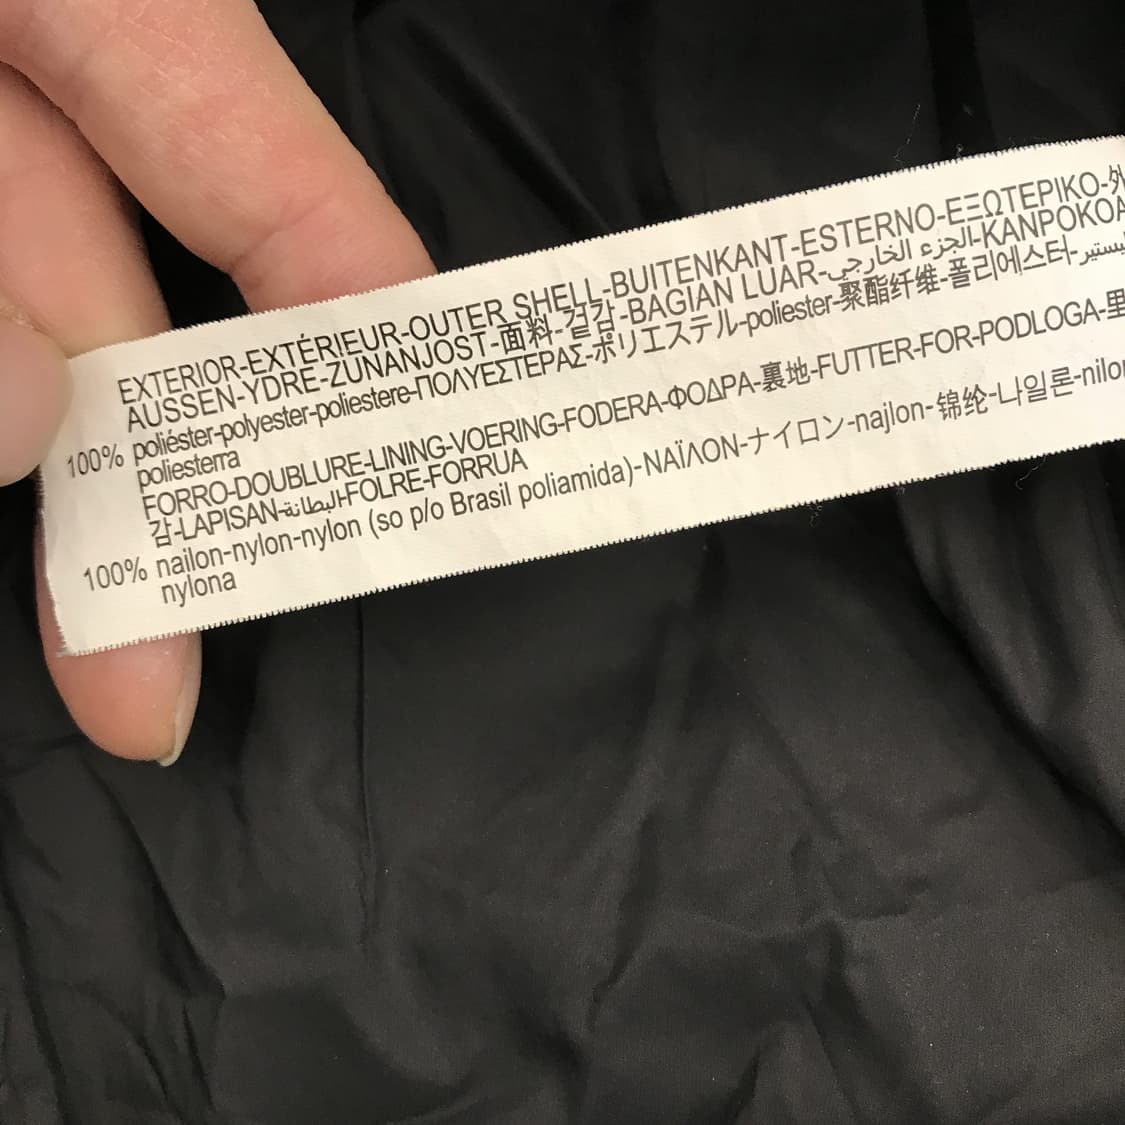 EXTERIOR-EXTÉRIEUR-OUTER SHELL-BUITENKANT-ESTERNO-ΕΞΩΤΕΡΙΚΟ-外
AUSSEN-YDRE-ZUNANJOST-面料-겉감-BAGIAN LUAR-الجزء الخارجي-KANPOKOA
100% poliéster-polyester-poliestere-ΠΟΛΥΕΣΤΕΡΑΣ-ポリエステル-poliester-聚酯纤维-폴리에스터-
poliesterra
FORRO-DOUBLURE-LINING-VOERING-FODERA-ΦΟΔΡΑ-裏地-FUTTER-FOR-PODLOGA-里
감-LAPISAN-البطانة-FOLRE-FORRUA
100% nailon-nylon-nylon (so p/o Brasil poliamida)-ΝΑΪΛΟΝ-ナイロン-najlon-锦纶-나일론-nilon
nylona